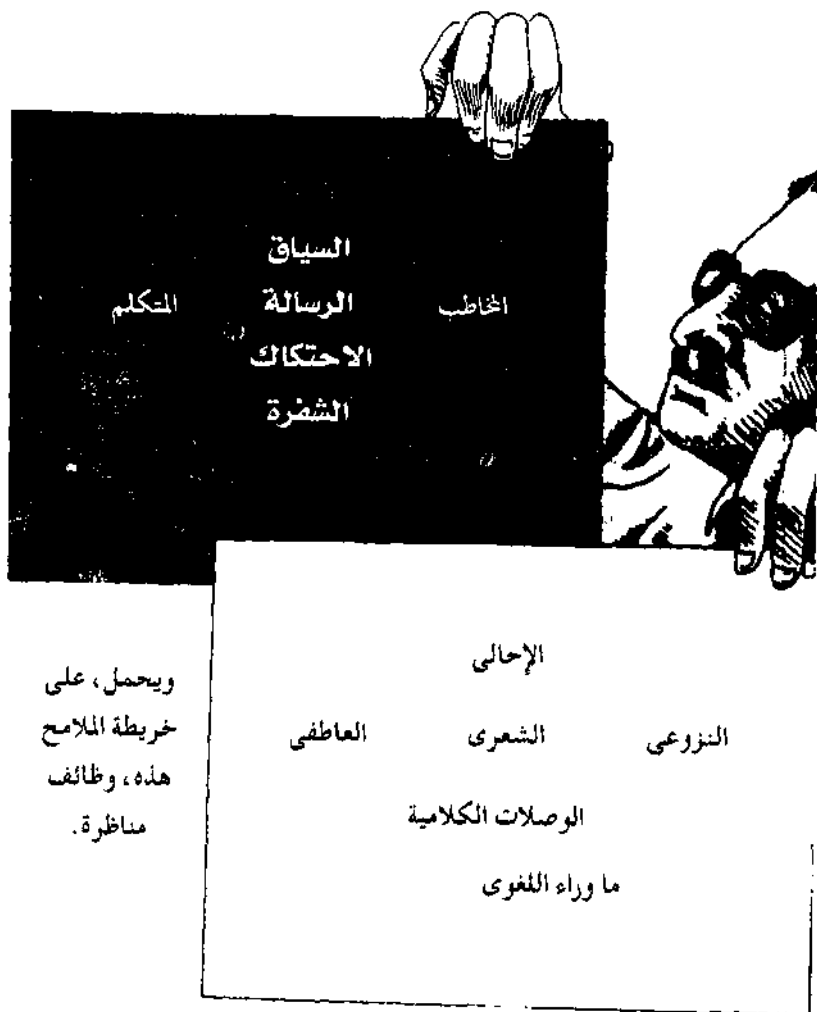 السياق
المخاطب الرسالة المتكلم
الاحتكاك
الشفرة
الإحالى
النزوعى الشعرى العاطفى
الوصلات الكلامية
ما وراء اللغوى
ويحمل، على
خريطة الملامح
هذه، وظائف
مناظرة.